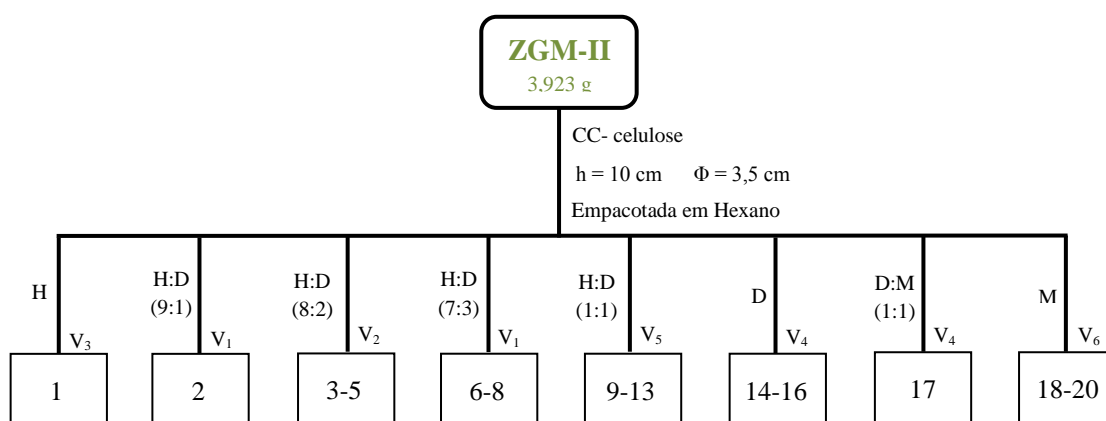 ZGM-II
3,923 g
CC- celulose
h = 10 cm Φ = 3,5 cm
Empacotada em Hexano
H
V₃
1
H:D
(9:1)
V₁
2
H:D
(8:2)
V₂
3-5
H:D
(7:3)
V₁
6-8
H:D
(1:1)
V₅
9-13
D
V₄
14-16
D:M
(1:1)
V₄
17
M
V₆
18-20